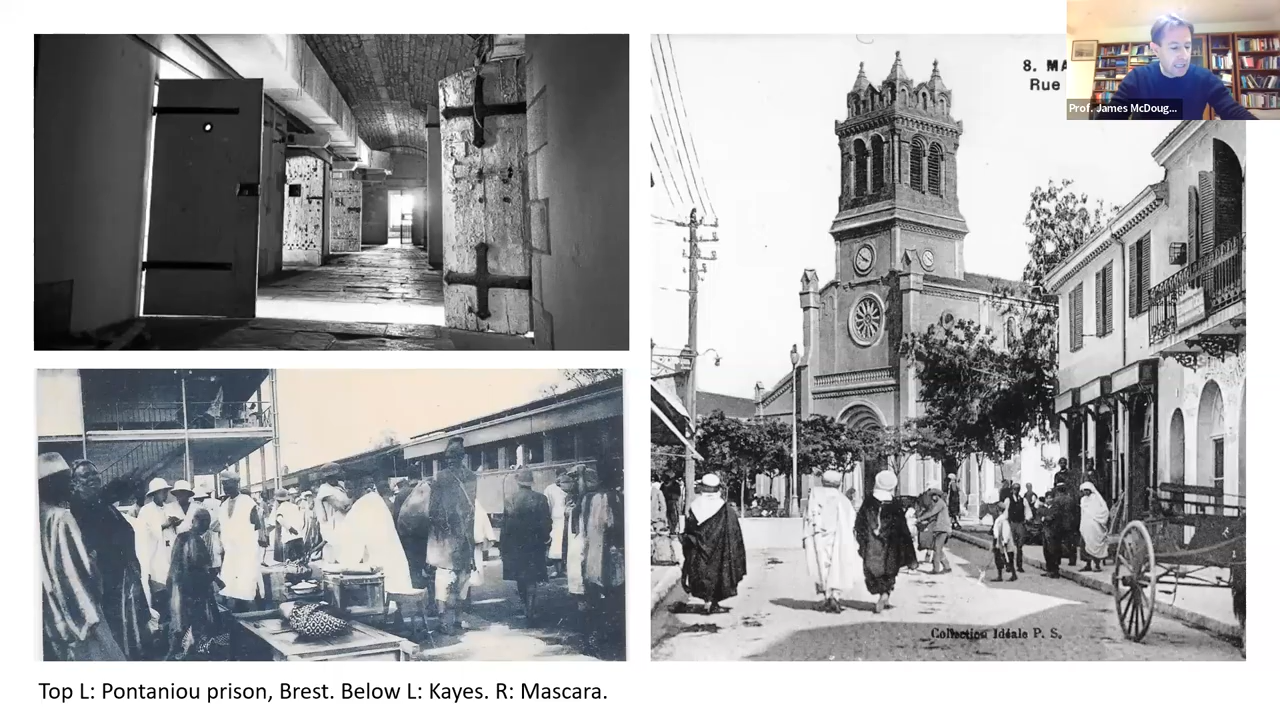 8. MA
Rue
Prof. James McDoug...
Collection Idéale P. S.
Top L: Pontaniou prison, Brest. Below L: Kayes. R: Mascara.